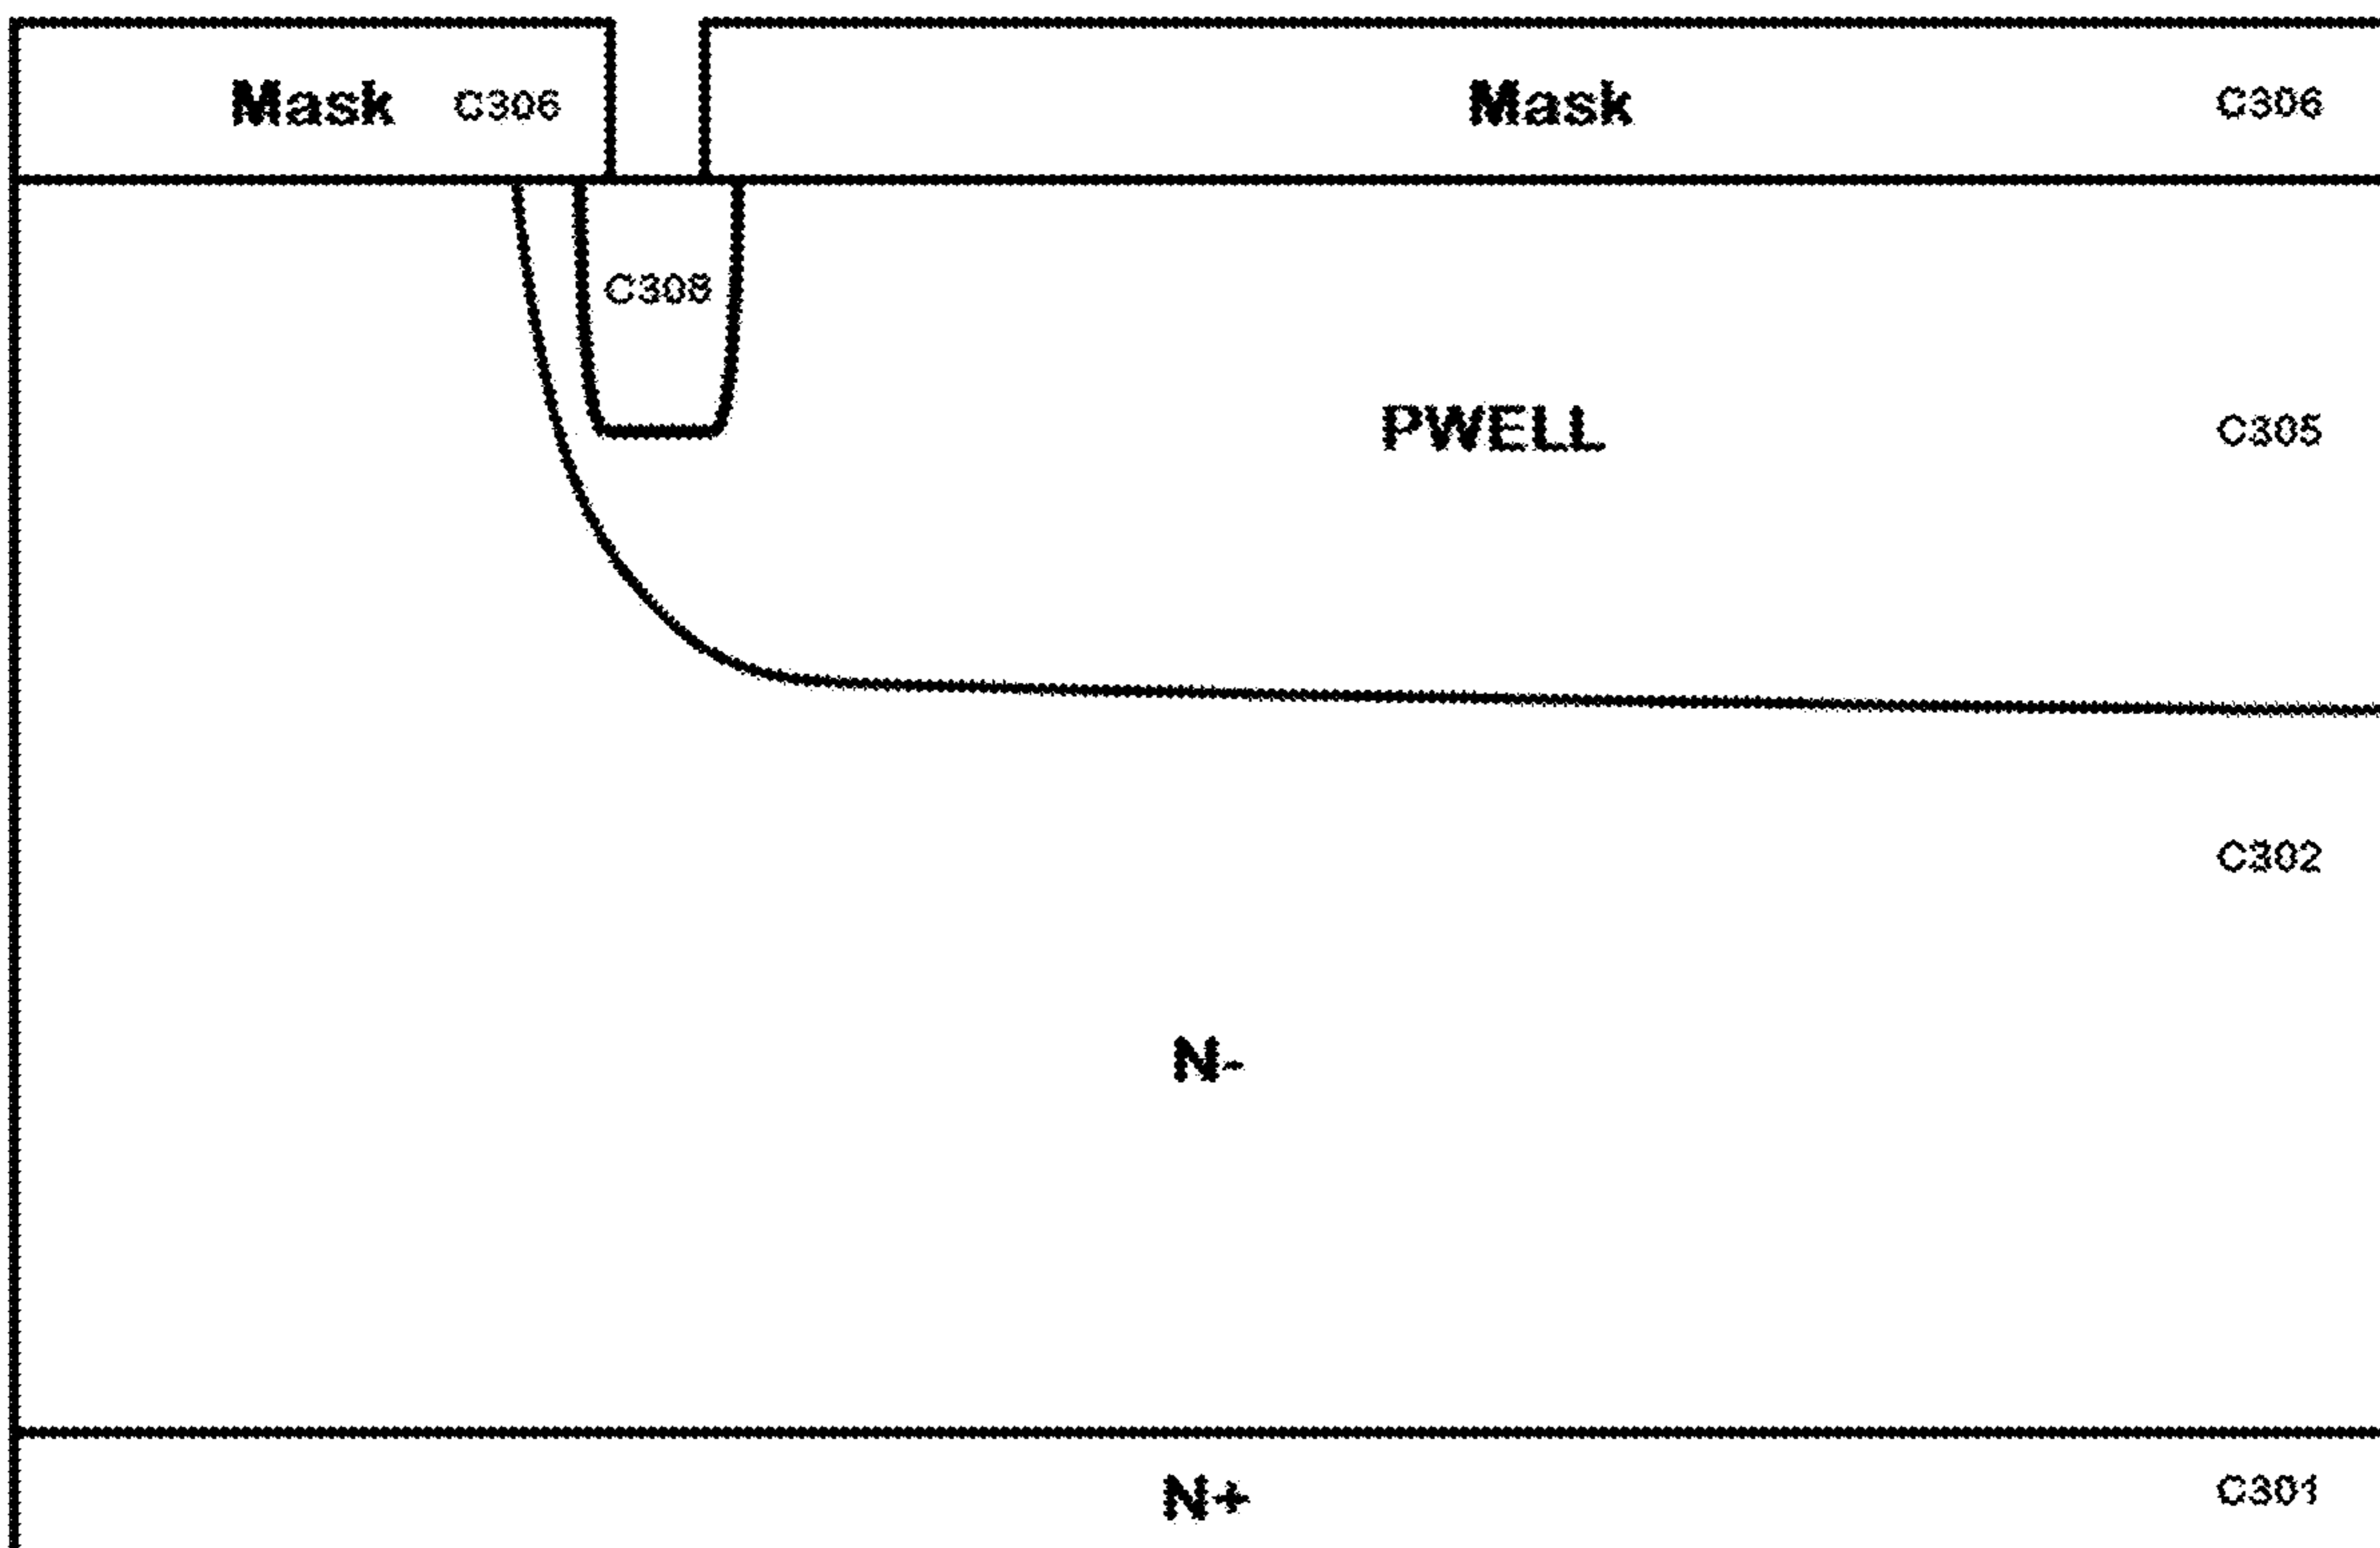 Mask C306 Mask C306
C308
PWELL C305
C302
N-
N+ C301